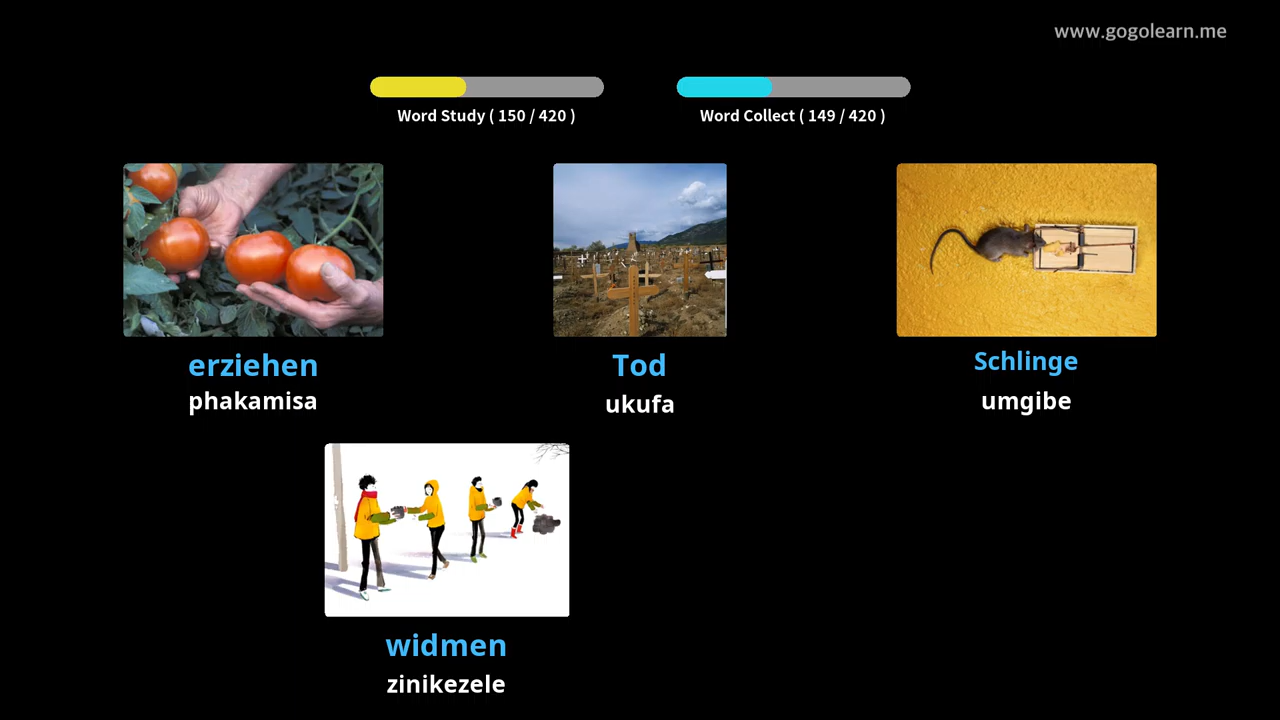 www.gogolearn.me
Word Study ( 150 / 420 )
Word Collect ( 149 / 420 )
erziehen
phakamisa
Tod
ukufa
Schlinge
umgibe
widmen
zinikezele